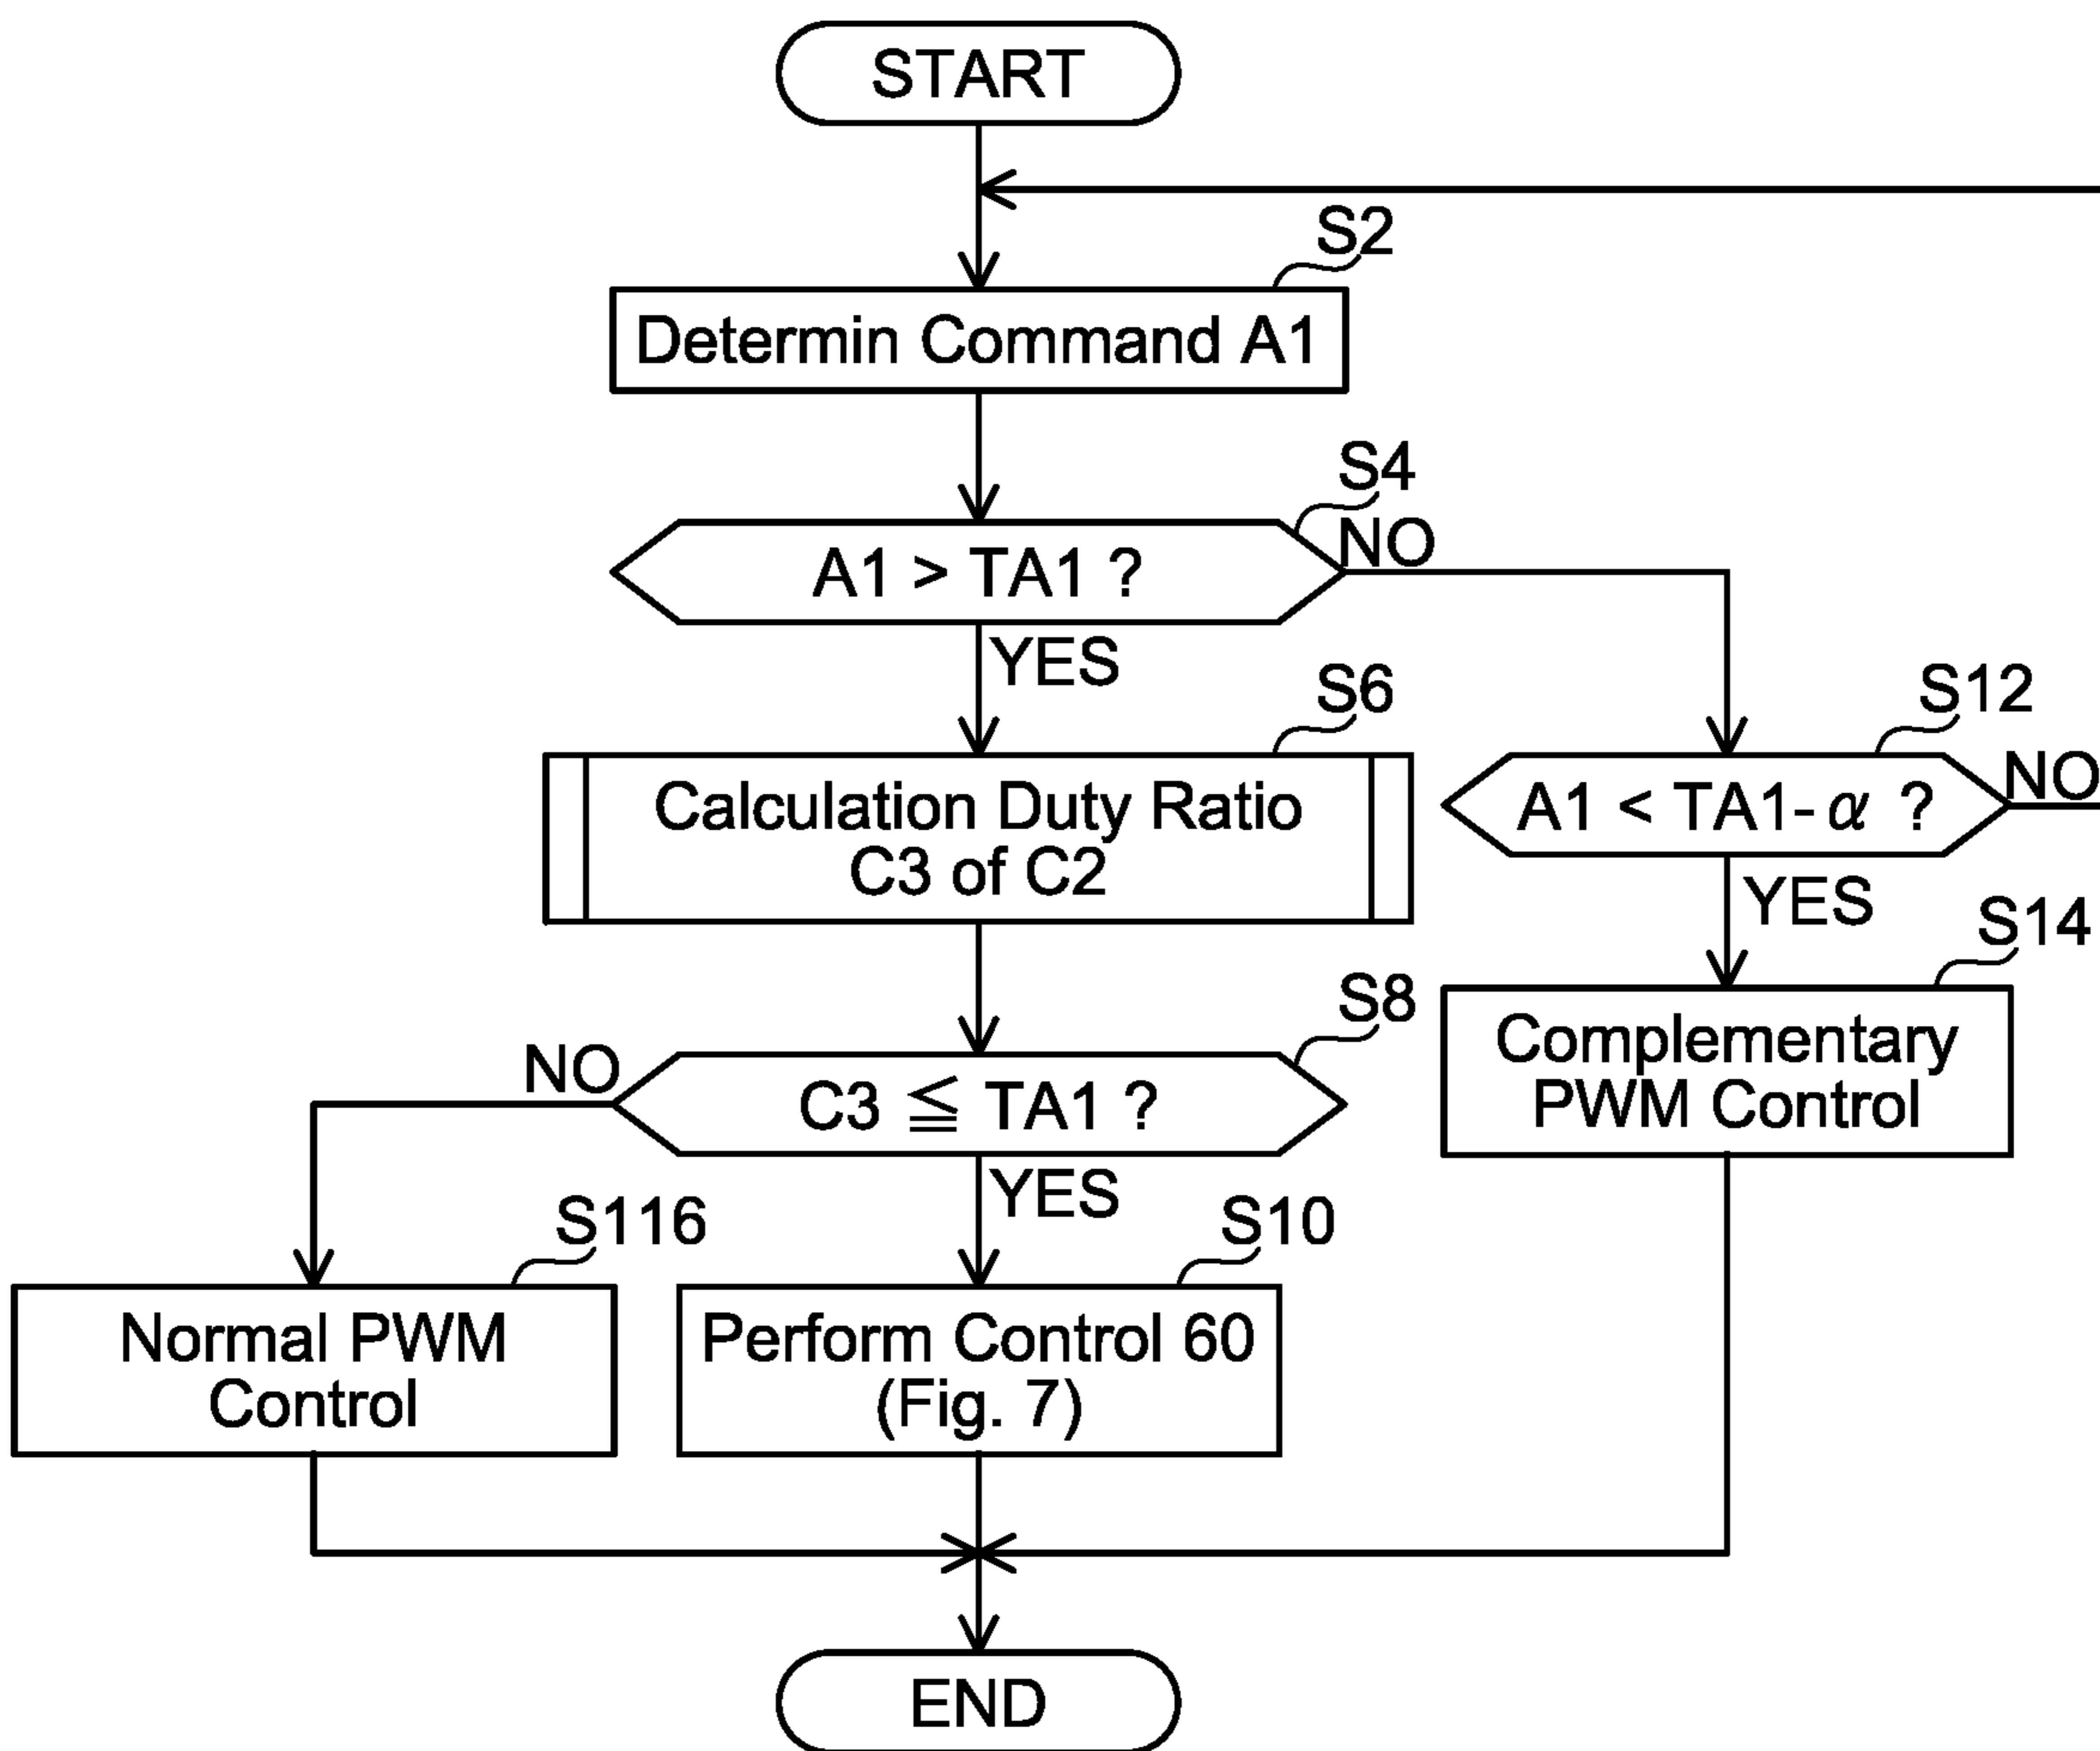 START
S2
Determin Command A1
S4
A1 > TA1 ?
NO
YES
S6
Calculation Duty Ratio
C3 of C2
S12
A1 < TA1-α ?
NO
YES
S14
Complementary
PWM Control
S8
C3 ≦ TA1 ?
NO
YES
S116
Normal PWM
Control
S10
Perform Control 60
(Fig. 7)
END